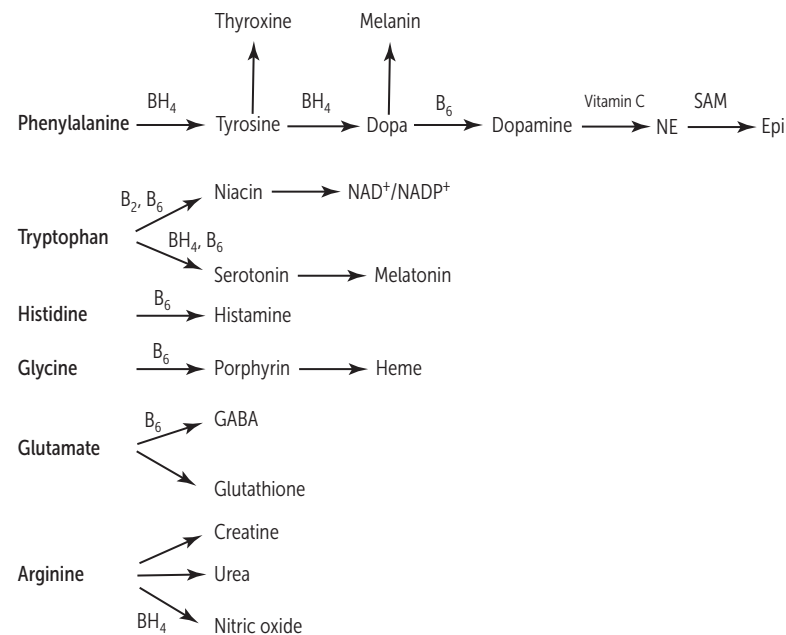 Thyroxine Melanin
BH4 BH4 B6 Vitamin C SAM
Phenylalanine Tyrosine Dopa Dopamine NE Epi
B2, B6 Niacin NAD+/NADP+
Tryptophan
BH4, B6
Serotonin Melatonin
B6
Histidine Histamine
B6
Glycine Porphyrin Heme
B6 GABA
Glutamate
Glutathione
Creatine
Arginine Urea
BH4 Nitric oxide